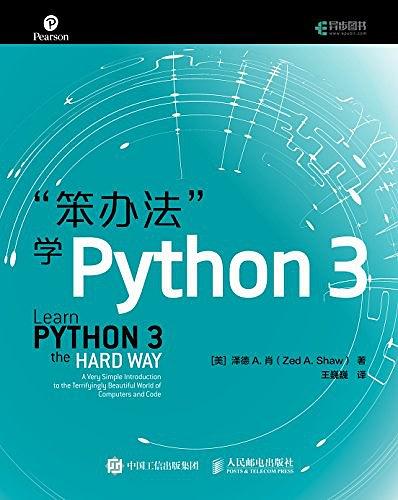 Pearson
异步图书
www.epubit.com
“笨办法”
学 Python 3
Learn
PYTHON 3
the HARD WAY
A Very Simple Introduction
to the Terrifyingly Beautiful World of
Computers and Code
[美] 泽德 A. 肖（Zed A. Shaw）著
王巍巍 译
中国工信出版集团
人民邮电出版社
POSTS & TELECOM PRESS